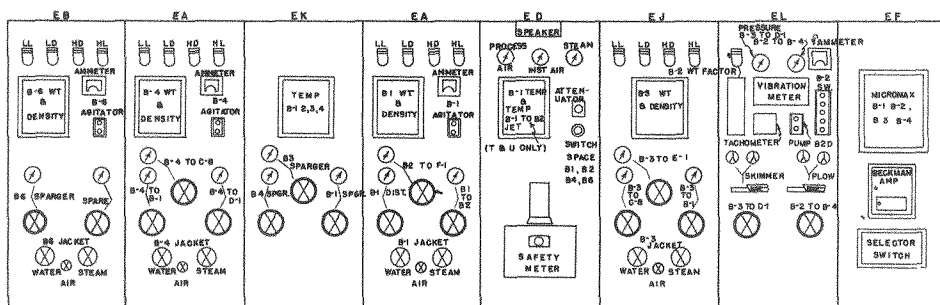 EB
LL LD HD HL
AMMETER
B-6 WT
&
DENSITY
B-6
AGITATOR
B6 SPARGER
SPARE
B6 JACKET
WATER
STEAM
AIR
EA
LL LD HD HL
AMMETER
B-4 WT
&
DENSITY
B-4
AGITATOR
B-4 TO C-8
B-4 TO B-1
B-4 TO D-1
B-4 JACKET
WATER
STEAM
AIR
EK
TEMP
B-1 2,3,4
B3
SPARGER
B4 SPGR.
B-1 SPGR.
EA
LL LD HD HL
AMMETER
B1 WT
&
DENSITY
B-1
AGITATOR
B2 TO F-1
B1 DIST.
B1
TO
B2
B-1 JACKET
WATER
STEAM
AIR
ED
SPEAKER
PROCESS
AIR
INST AIR
STEAM
B-1 TEMP
&
TEMP
B-1 TO B2
JET
(T & U ONLY)
ATTEN-
UATOR
SWITCH
SPACE
B1, B2
B4, B6
SAFETY
METER
EJ
LL LD HD HL
B3 WT
& DENSITY
B-3 TO E-1
B-3
TO
C-8
B-3
TO
B-1
B-3
JACKET
WATER
STEAM
AIR
EL
PRESSURE
B-3 TO D-1
B-2 TO B-4
AMMETER
B-2 WT FACTOR
VIBRATION
METER
B-2
SW.
TACHOMETER
PUMP B2D
SKIMMER
PLOW
B-3 TO D-1
B-2 TO B-4
EF
MICROMAX
B-1 B-2,
B 3 B-4
BECKMAN
AMP
SELECTOR
SWITCH